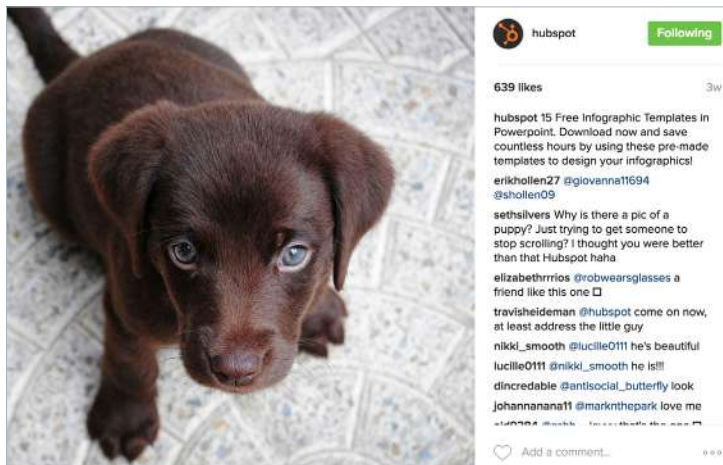 hubspot
Following
639 likes
3w
hubspot 15 Free Infographic Templates in
Powerpoint. Download now and save
countless hours by using these pre-made
templates to design your infographics!
erikhollen27 @giovanna11694
@shollen09
sethsilvers Why is there a pic of a
puppy? Just trying to get someone to
stop scrolling? I thought you were better
than that Hubspot haha
elizabethrrrios @robwearsglasses a
friend like this one
travisheideman @hubspot come on now,
at least address the little guy
nikki_smooth @lucille0111 he's beautiful
lucille0111 @nikki_smooth he is!!!
dincredable @antisocial_butterfly look
johannanana11 @marknthepark love me
Add a comment...